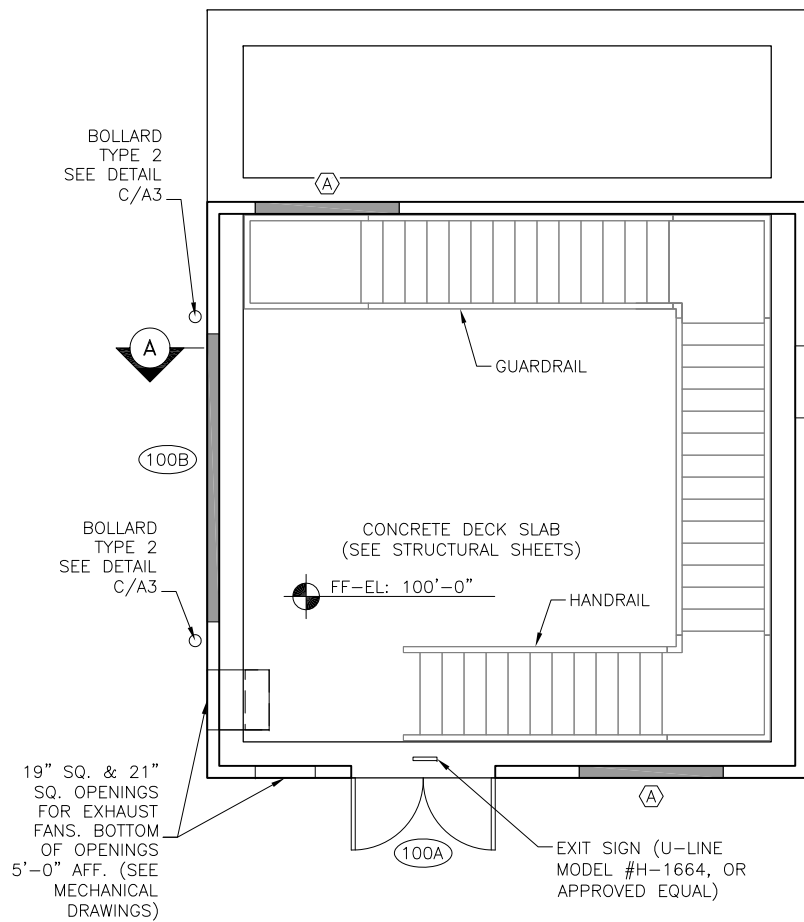 BOLLARD
TYPE 2
SEE DETAIL
C/A3
A
A
GUARDRAIL
100B
BOLLARD
TYPE 2
SEE DETAIL
C/A3
CONCRETE DECK SLAB
(SEE STRUCTURAL SHEETS)
FF-EL: 100'-0"
HANDRAIL
19" SQ. & 21"
SQ. OPENINGS
FOR EXHAUST
FANS. BOTTOM
OF OPENINGS
5'-0" AFF. (SEE
MECHANICAL
DRAWINGS)
100A
A
EXIT SIGN (U-LINE
MODEL #H-1664, OR
APPROVED EQUAL)